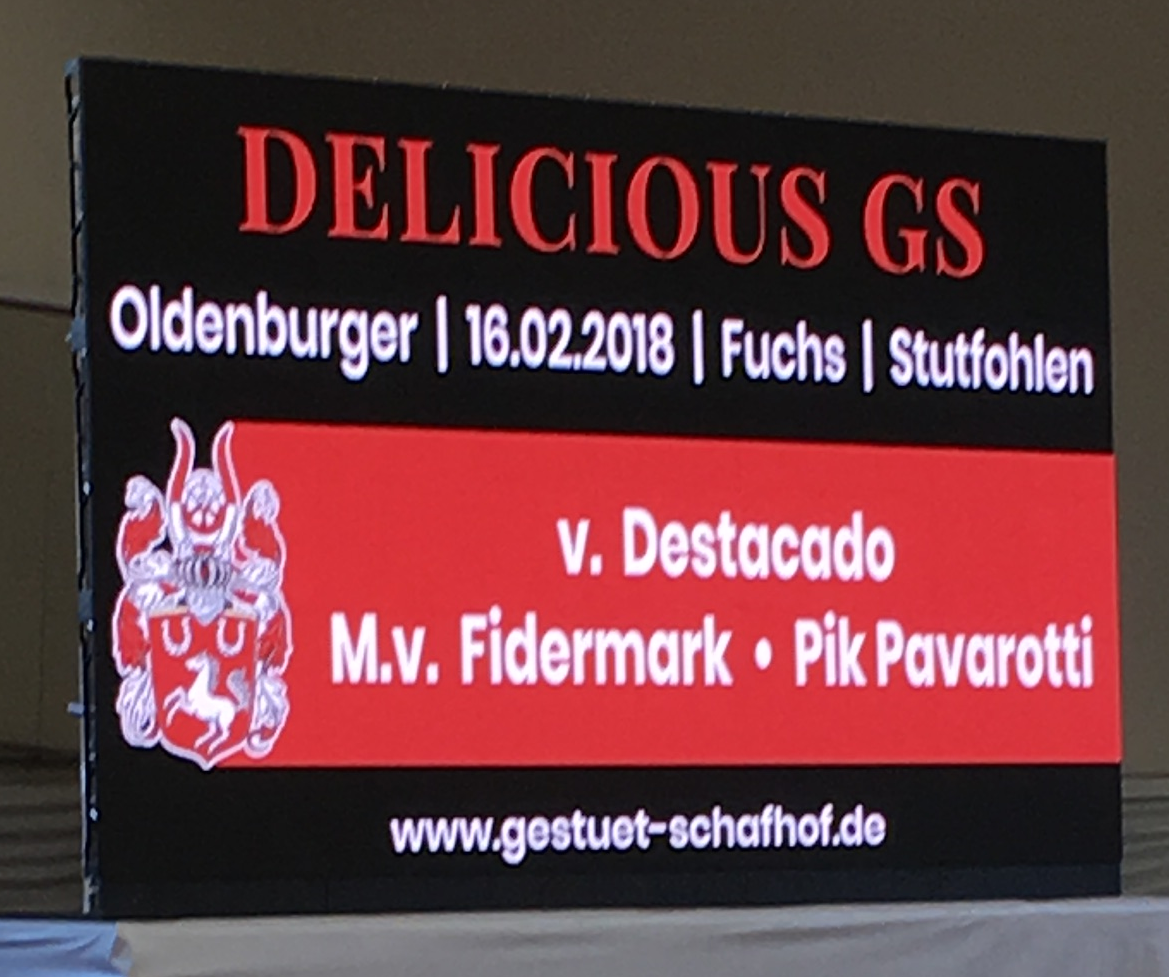 DELICIOUS GS
Oldenburger | 16.02.2018 | Fuchs | Stutfohlen
v. Destacado
M.v. Fidermark • Pik Pavarotti
www.gestuet-schafhof.de